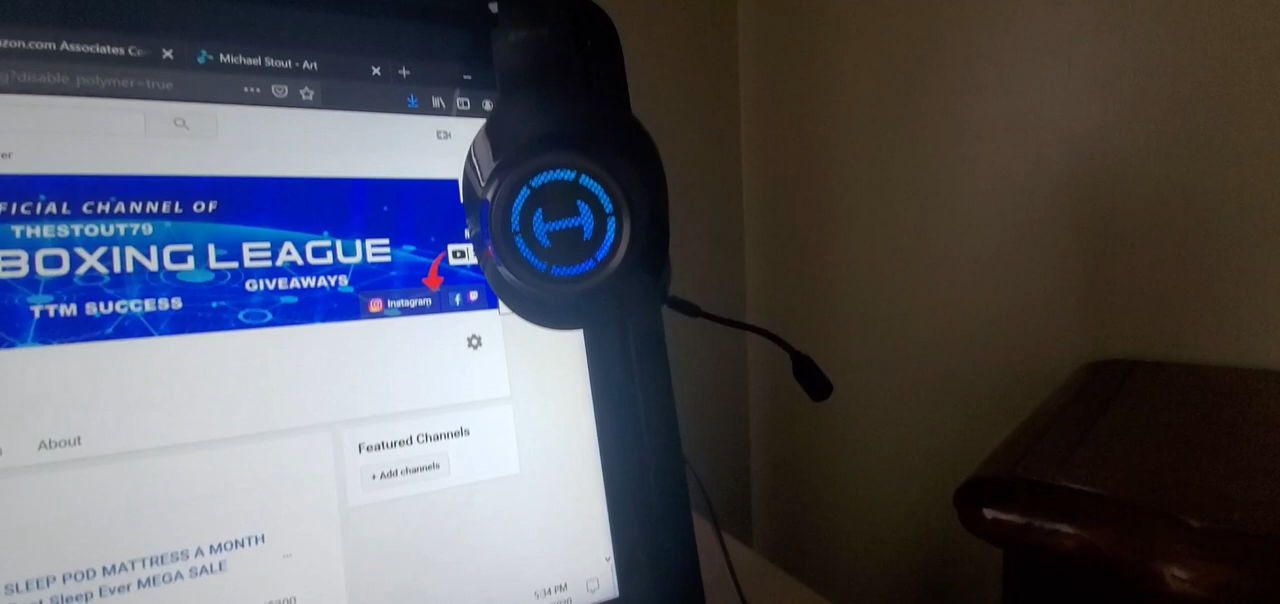 zon.com Associates Ce
Michael Stout - Art
g?disable_polymer=true
er
FICIAL CHANNEL OF
THESTOUT79
BOXING LEAGUE
GIVEAWAYS
TTM SUCCESS
Instagram
About
Featured Channels
+ Add channels
SLEEP POD MATTRESS A MONTH
Sleep Ever MEGA SALE
5:34 PM